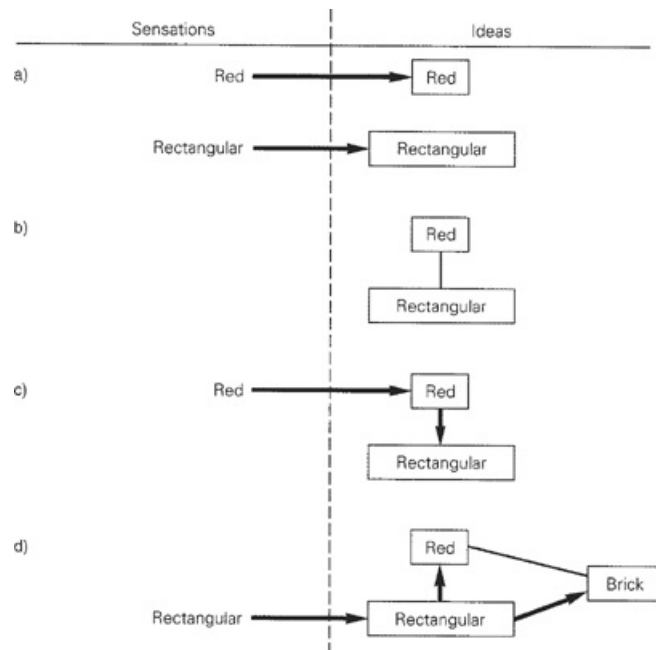 Sensations Ideas
a) Red Red
Rectangular Rectangular
b) Red
Rectangular
c) Red Red
Rectangular
d) Red
Brick
Rectangular Rectangular